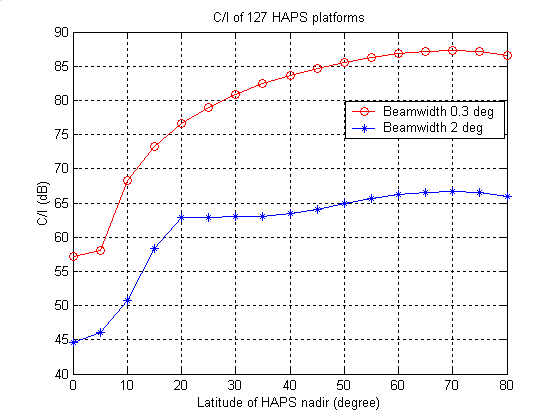 C/I of 127 HAPS platforms
90
85
80
75
70
65
60
55
50
45
40
C/I (dB)
Beamwidth 0.3 deg
Beamwidth 2 deg
0 10 20 30 40 50 60 70 80
Latitude of HAPS nadir (degree)